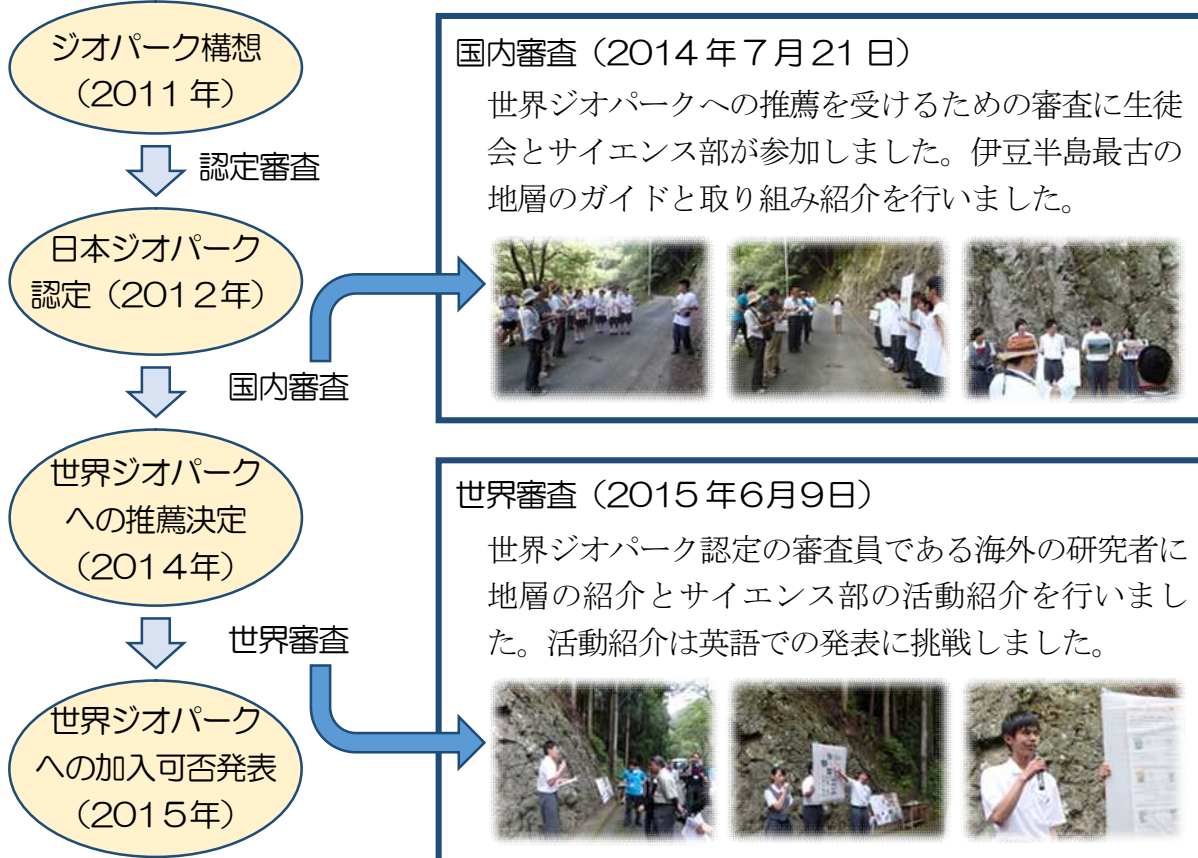 ジオパーク構想
（2011年）
認定審査
日本ジオパーク
認定（2012年）
国内審査
世界ジオパーク
への推薦決定
（2014年）
世界審査
世界ジオパーク
への加入可否発表
（2015年）
国内審査（2014年7月21日）
世界ジオパークへの推薦を受けるための審査に生徒
会とサイエンス部が参加しました。伊豆半島最古の
地層のガイドと取り組み紹介を行いました。
世界審査（2015年6月9日）
世界ジオパーク認定の審査員である海外の研究者に
地層の紹介とサイエンス部の活動紹介を行いまし
た。活動紹介は英語での発表に挑戦しました。